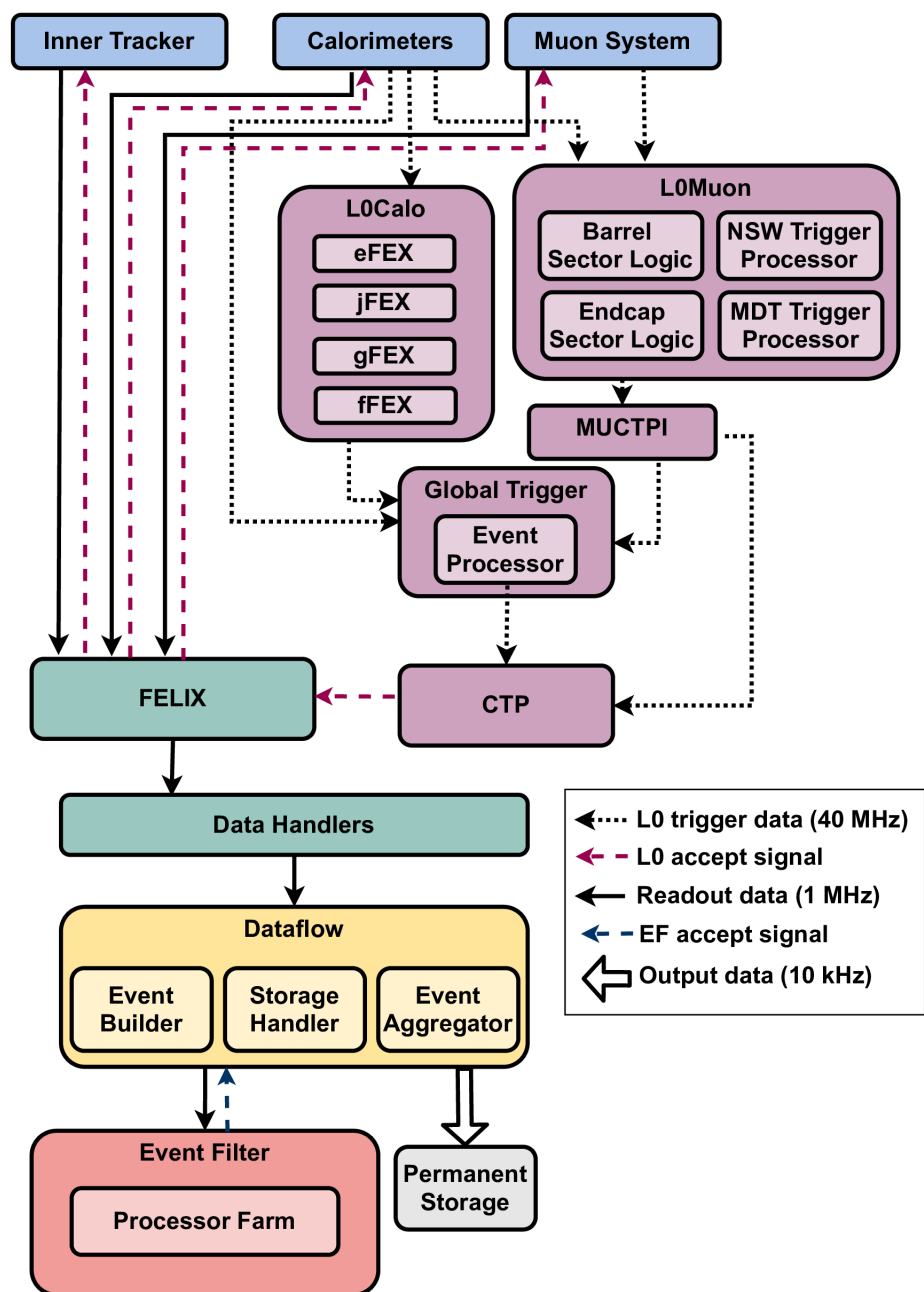 Inner Tracker
Calorimeters
Muon System
L0Calo
eFEX
jFEX
gFEX
fFEX
L0Muon
Barrel
Sector Logic
NSW Trigger
Processor
Endcap
Sector Logic
MDT Trigger
Processor
MUCTPI
Global Trigger
Event
Processor
FELIX
CTP
Data Handlers
L0 trigger data (40 MHz)
L0 accept signal
Readout data (1 MHz)
EF accept signal
Output data (10 kHz)
Dataflow
Event
Builder
Storage
Handler
Event
Aggregator
Event Filter
Processor Farm
Permanent
Storage